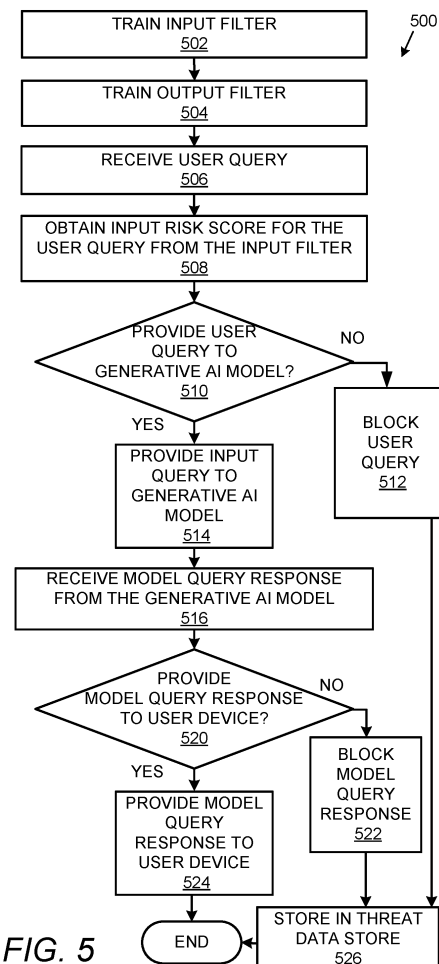 TRAIN INPUT FILTER
502
500
TRAIN OUTPUT FILTER
504
RECEIVE USER QUERY
506
OBTAIN INPUT RISK SCORE FOR THE
USER QUERY FROM THE INPUT FILTER
508
PROVIDE USER
QUERY TO
GENERATIVE AI MODEL?
510
NO
YES
BLOCK
USER
QUERY
512
PROVIDE INPUT
QUERY TO
GENERATIVE AI
MODEL
514
RECEIVE MODEL QUERY RESPONSE
FROM THE GENERATIVE AI MODEL
516
PROVIDE
MODEL QUERY RESPONSE
TO USER DEVICE?
520
NO
YES
BLOCK
MODEL
QUERY
RESPONSE
522
PROVIDE MODEL
QUERY
RESPONSE TO
USER DEVICE
524
END
STORE IN THREAT
DATA STORE
526
FIG. 5